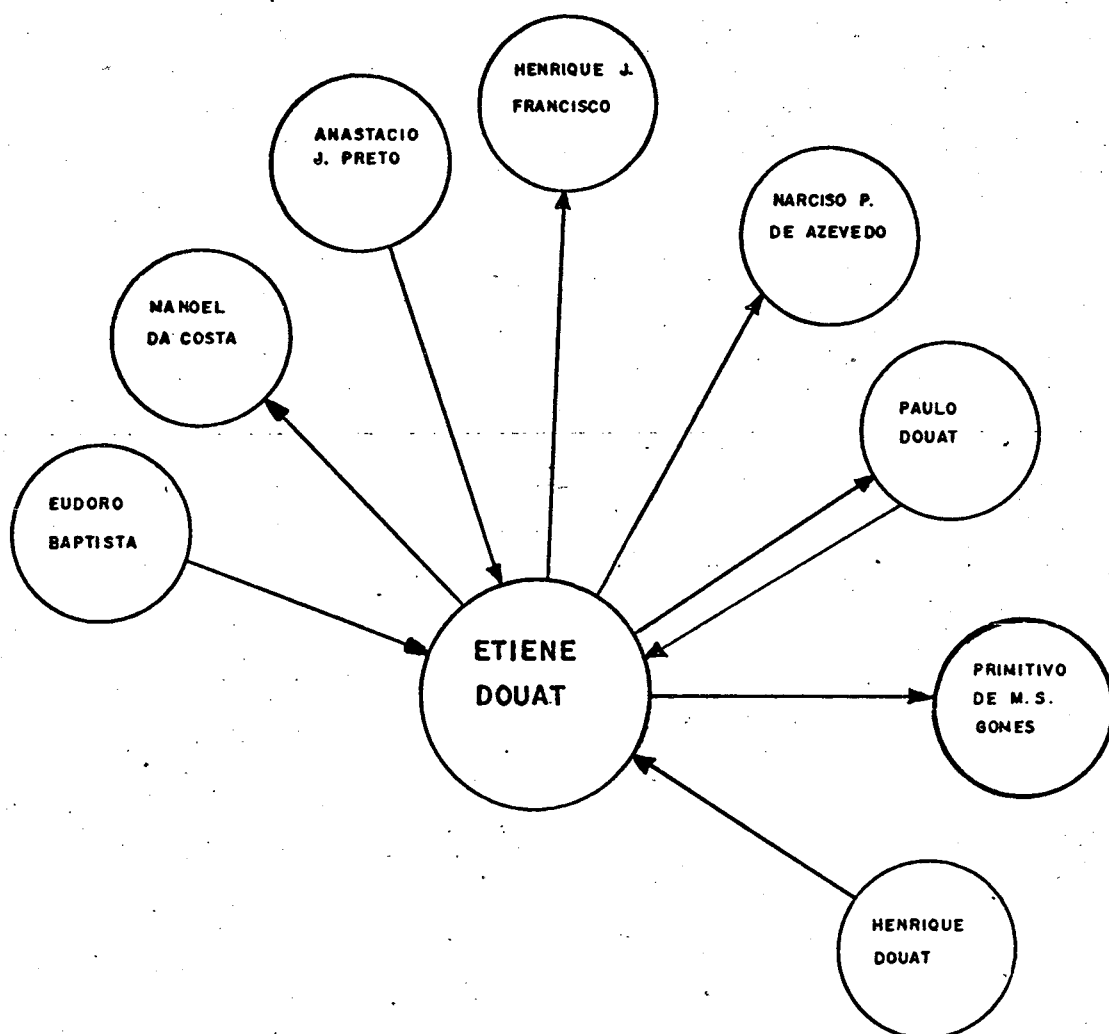 HENRIQUE J.
FRANCISCO
ANASTACIO
J. PRETO
NARCISO P.
DE AZEVEDO
MANOEL
DA COSTA
PAULO
DOUAT
EUDORO
BAPTISTA
ETIENE
DOUAT
PRIMITIVO
DE M. S.
GOMES
HENRIQUE
DOUAT